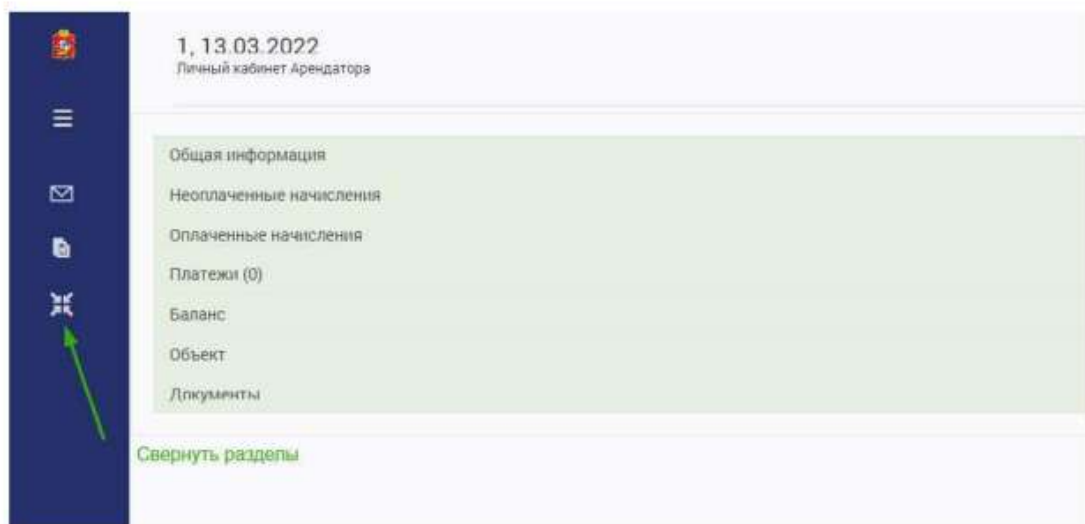 1, 13.03.2022
Личный кабинет Арендатора
Общая информация
Неоплаченные начисления
Оплаченные начисления
Платежи (0)
Баланс
Объект
Документы
Свернуть разделы